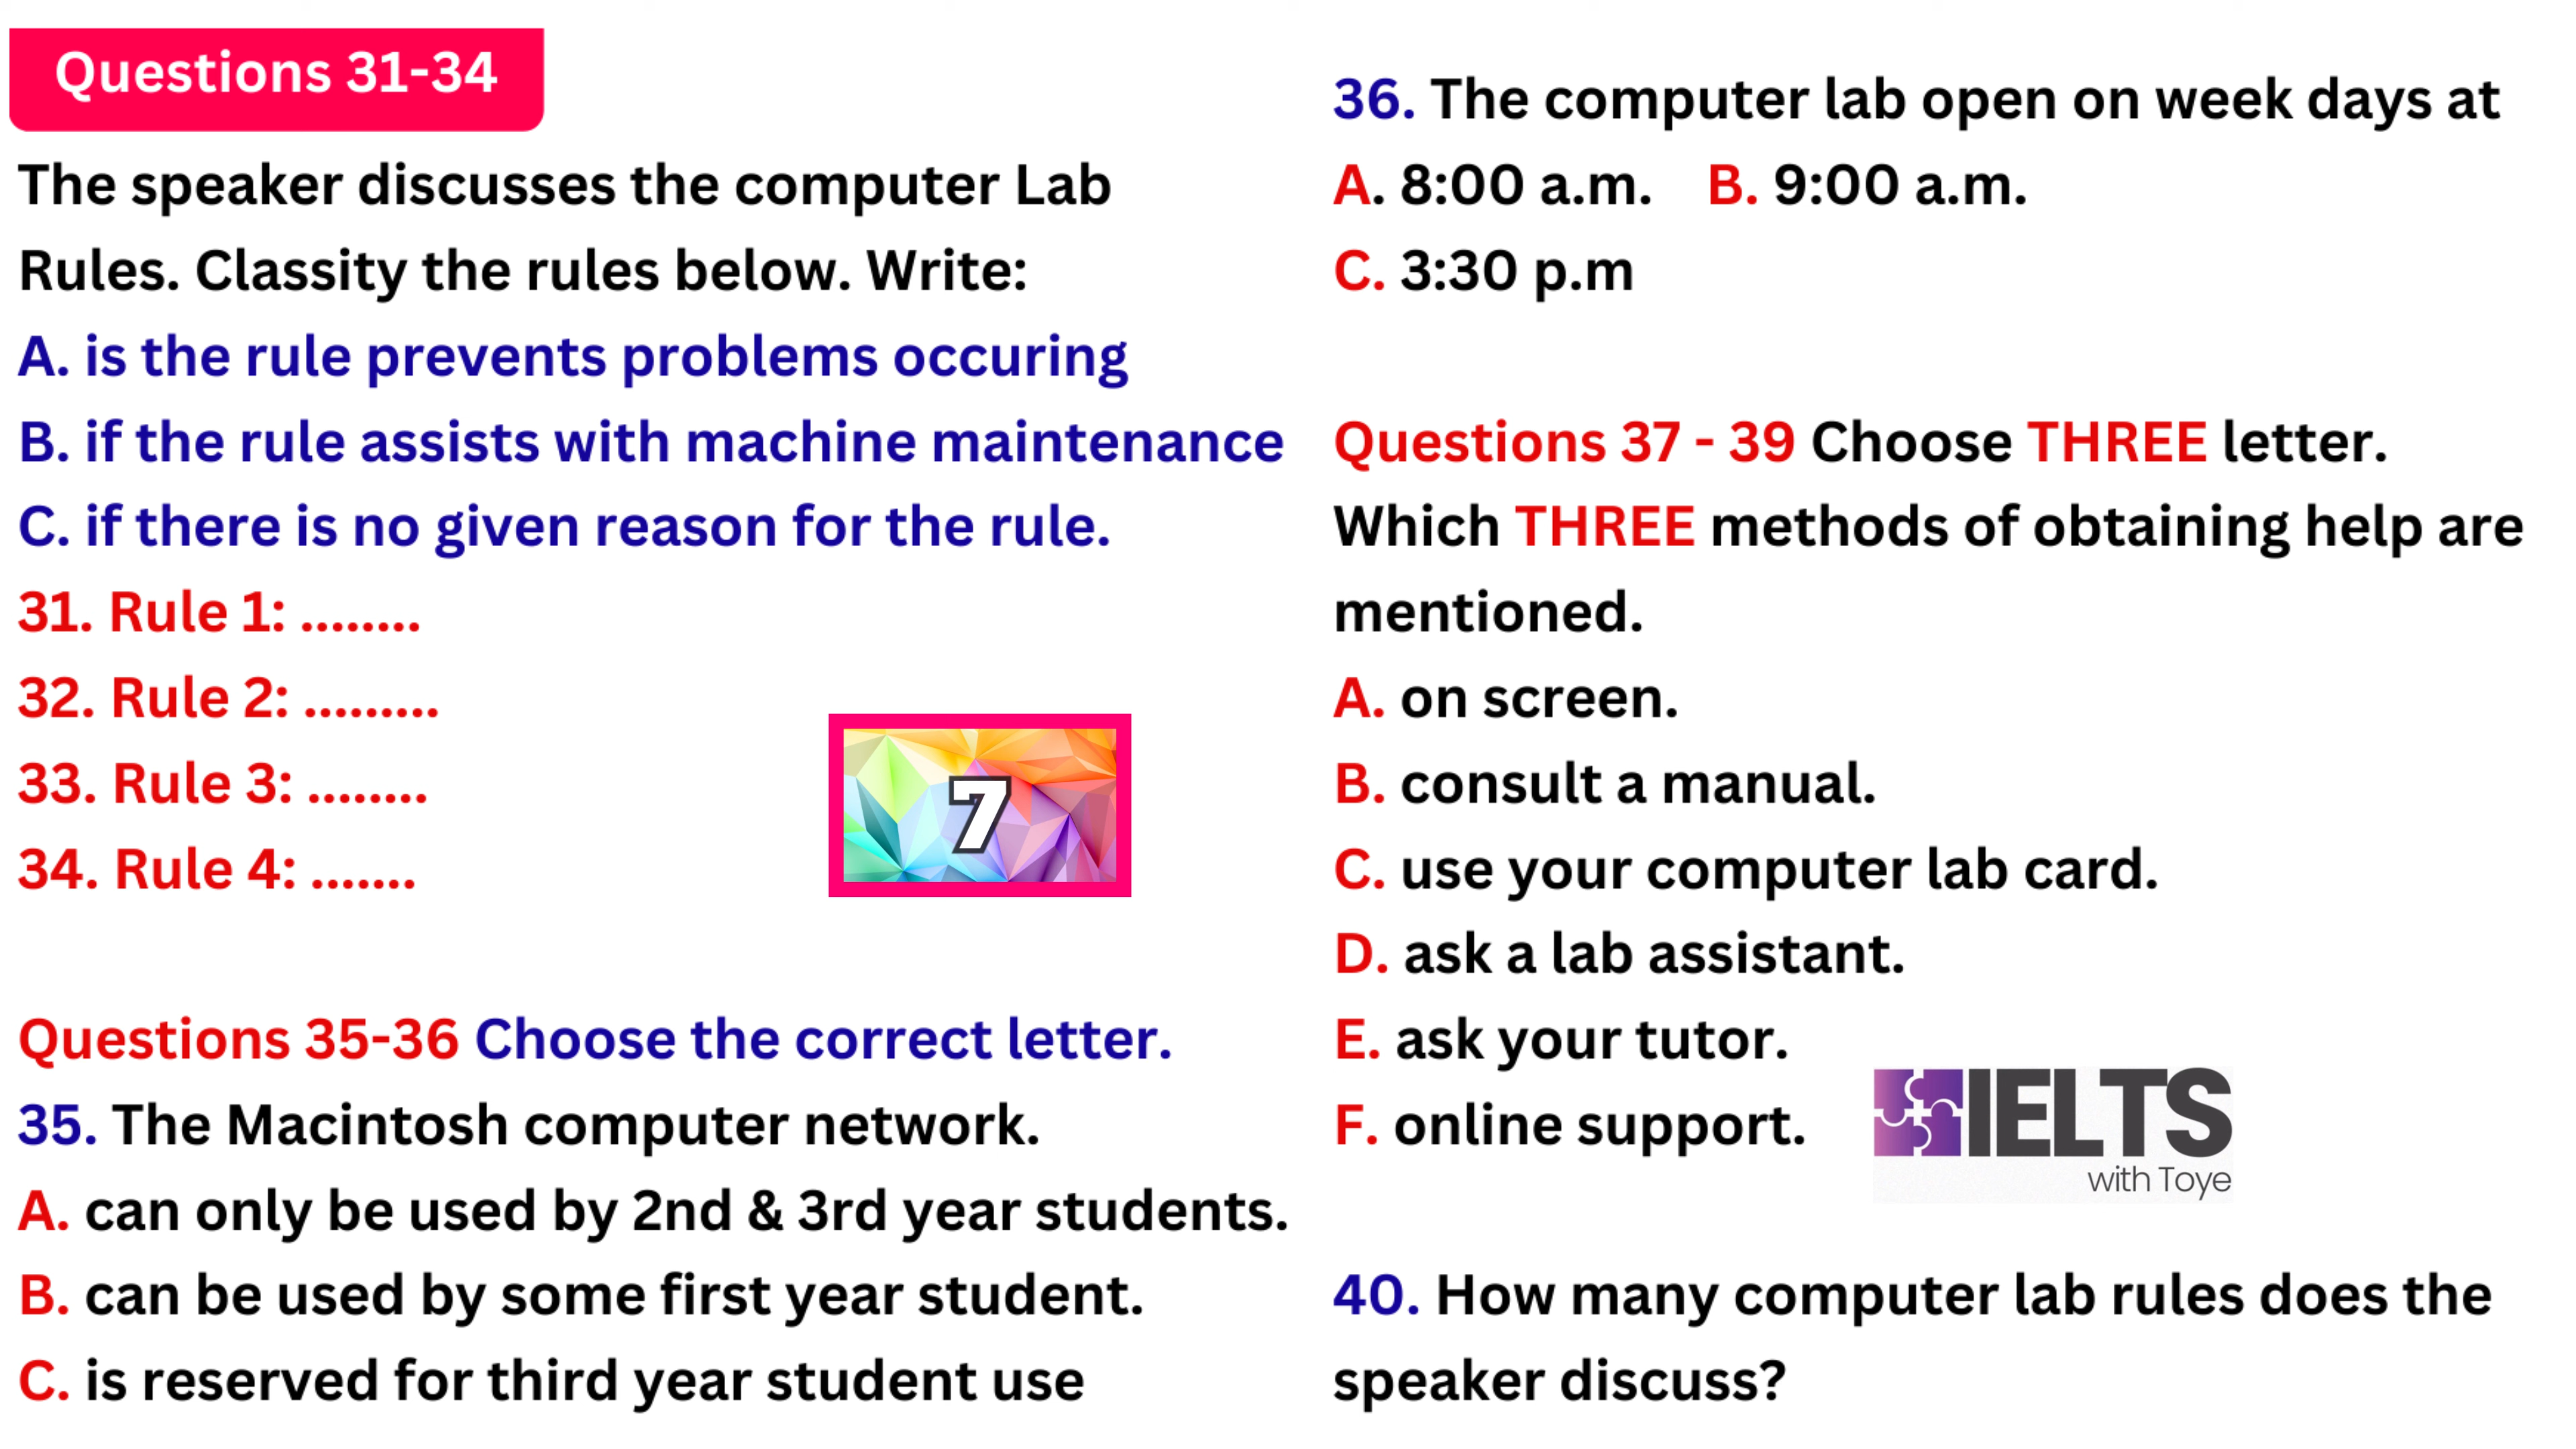 Questions 31-34
The speaker discusses the computer Lab
Rules. Classity the rules below. Write:
A. is the rule prevents problems occuring
B. if the rule assists with machine maintenance
C. if there is no given reason for the rule.
31. Rule 1: ........
32. Rule 2: .........
33. Rule 3: ........
34. Rule 4: .......
7
Questions 35-36 Choose the correct letter.
35. The Macintosh computer network.
A. can only be used by 2nd & 3rd year students.
B. can be used by some first year student.
C. is reserved for third year student use
36. The computer lab open on week days at
A. 8:00 a.m. B. 9:00 a.m.
C. 3:30 p.m
Questions 37 - 39 Choose THREE letter.
Which THREE methods of obtaining help are
mentioned.
A. on screen.
B. consult a manual.
C. use your computer lab card.
D. ask a lab assistant.
E. ask your tutor.
F. online support.
IELTS
with Toye
40. How many computer lab rules does the
speaker discuss?